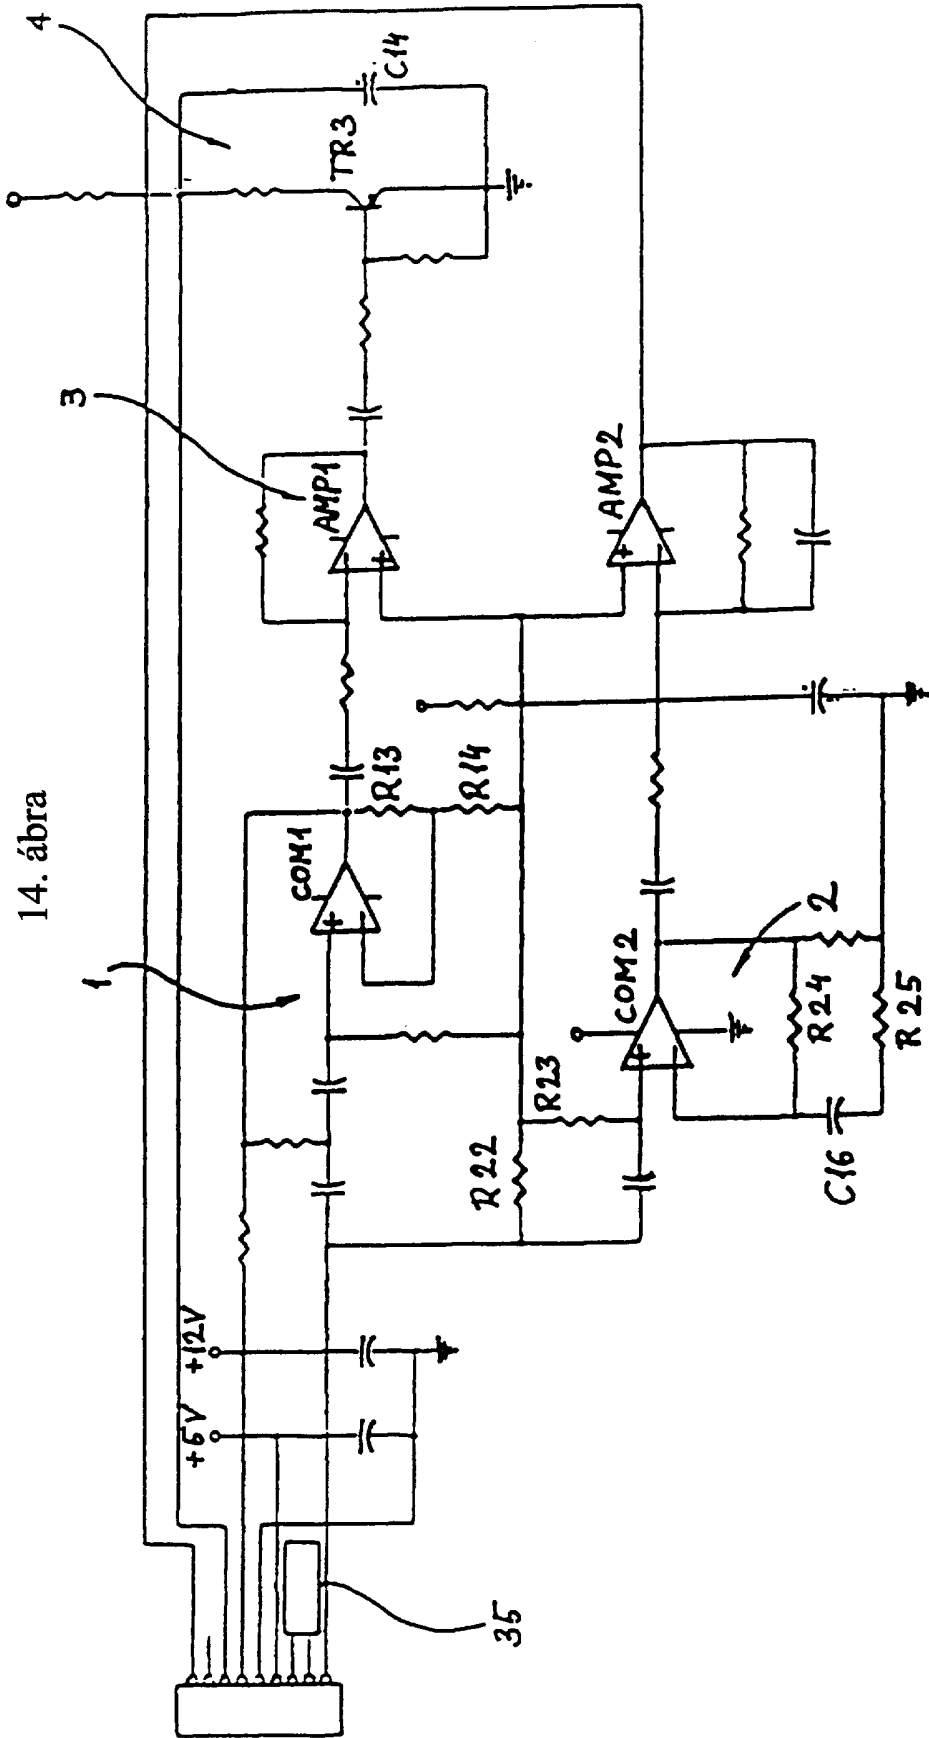 14. ábra
4
C14
TR3
3
AMP1
AMP2
R13
R14
COM1
1
COM2
2
R24
R25
R23
R22
C16
+12V
+5V
35